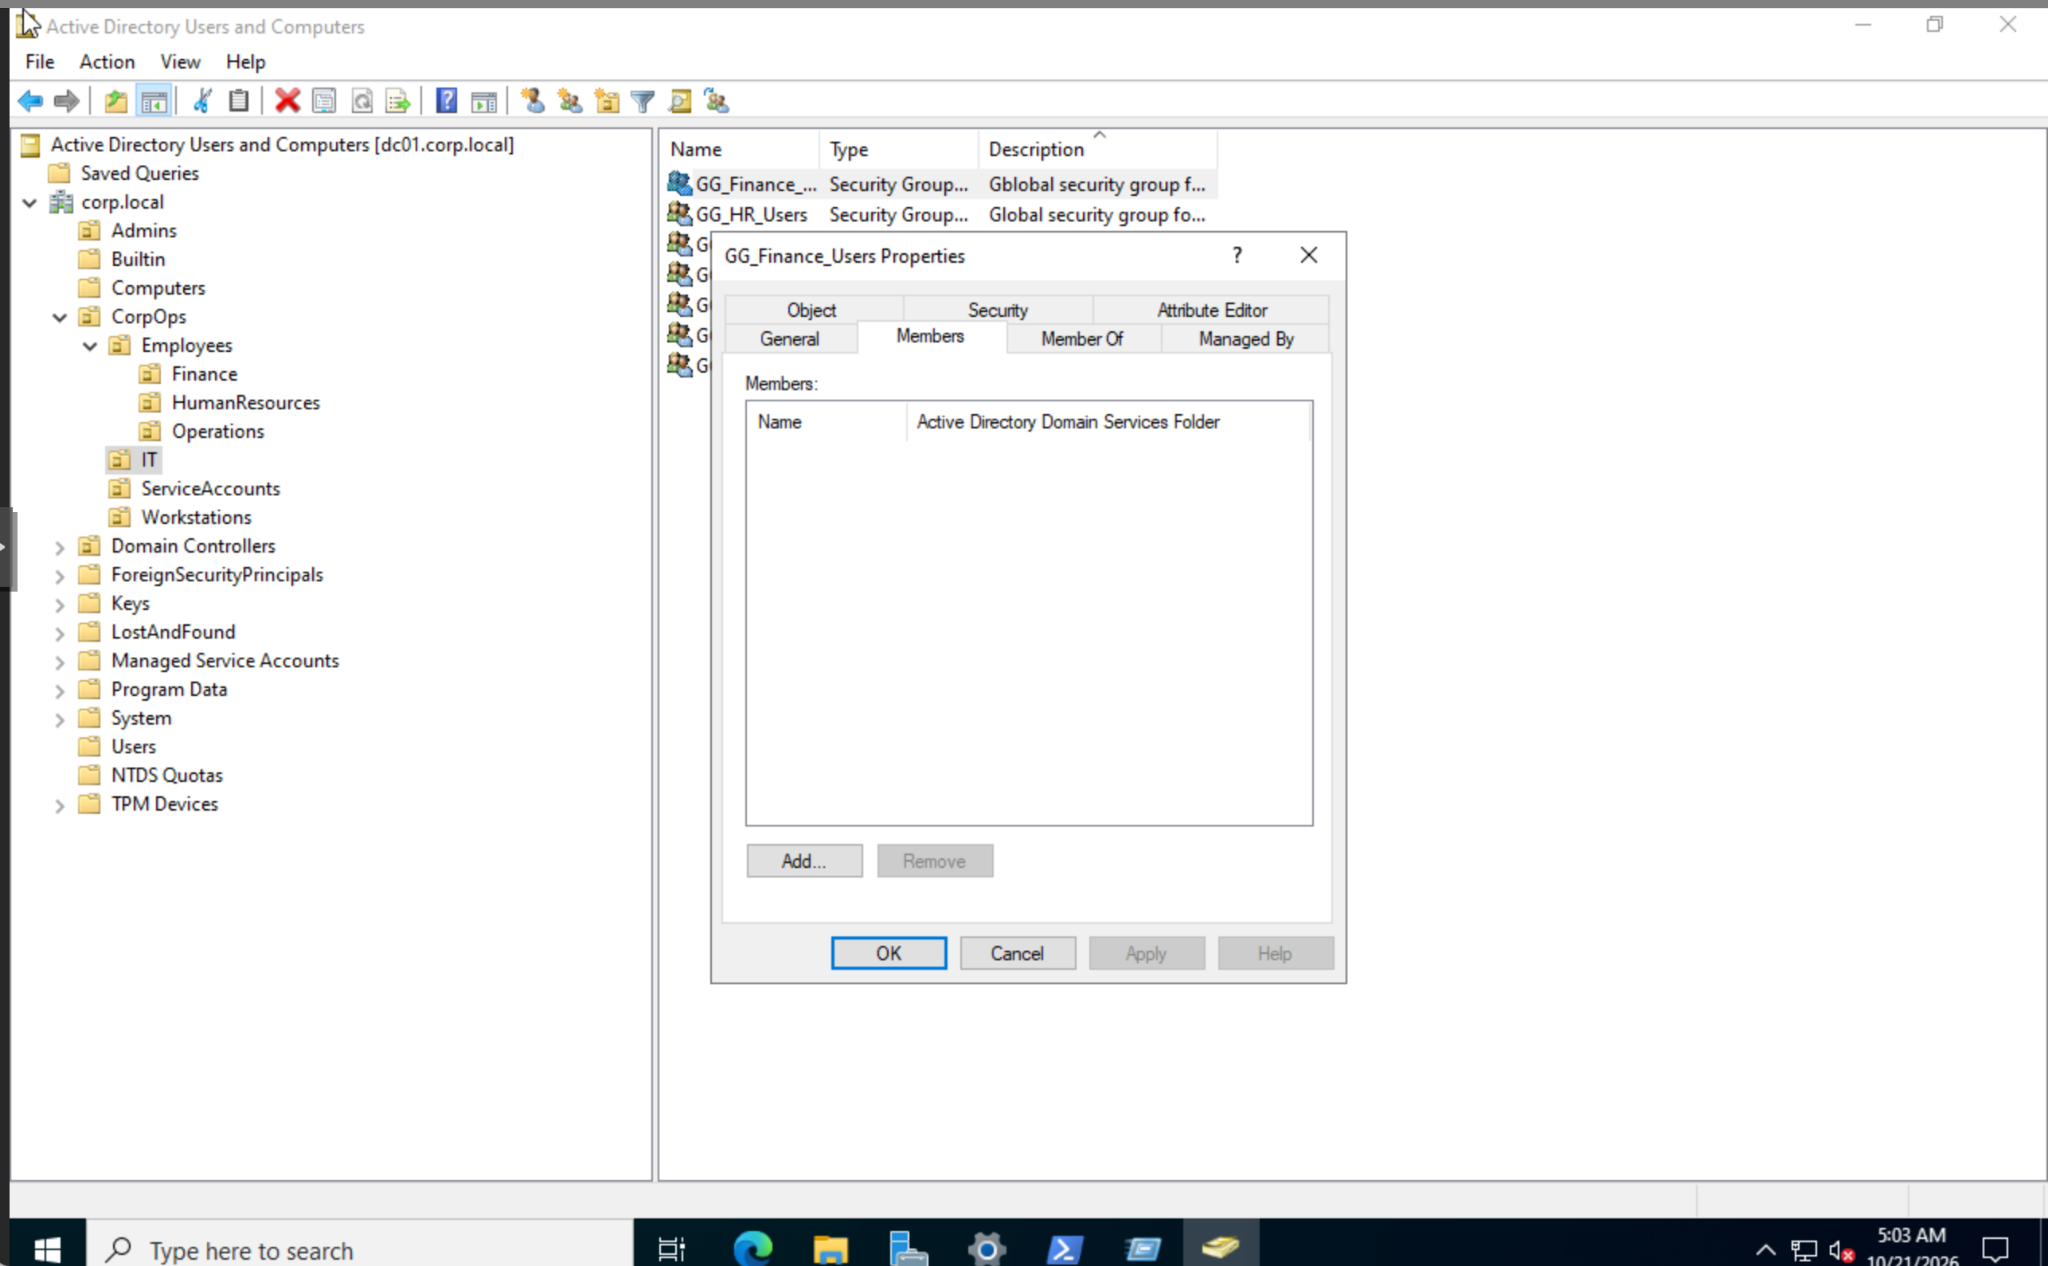 Active Directory Users and Computers
File Action View Help
Active Directory Users and Computers [dc01.corp.local]
Saved Queries
corp.local
Admins
Builtin
Computers
CorpOps
Employees
Finance
HumanResources
Operations
IT
ServiceAccounts
Workstations
Domain Controllers
ForeignSecurityPrincipals
Keys
LostAndFound
Managed Service Accounts
Program Data
System
Users
NTDS Quotas
TPM Devices
Name Type Description
GG_Finance_... Security Group... Gblobal security group f...
GG_HR_Users Security Group... Global security group fo...
GG_Finance_Users Properties
?
Object Security Attribute Editor
General Members Member Of Managed By
Members:
Name Active Directory Domain Services Folder
Add... Remove
OK Cancel Apply Help
Type here to search
5:03 AM
10/21/2026